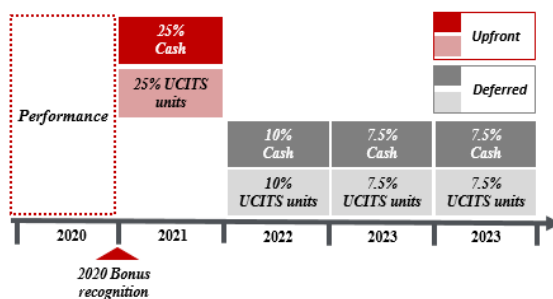 25%
Cash
Upfront
25% UCITS
units
Deferred
Performance
10%
Cash
7.5%
Cash
7.5%
Cash
10%
UCITS units
7.5%
UCITS units
7.5%
UCITS units
2020
2021
2022
2023
2023
2020 Bonus
recognition